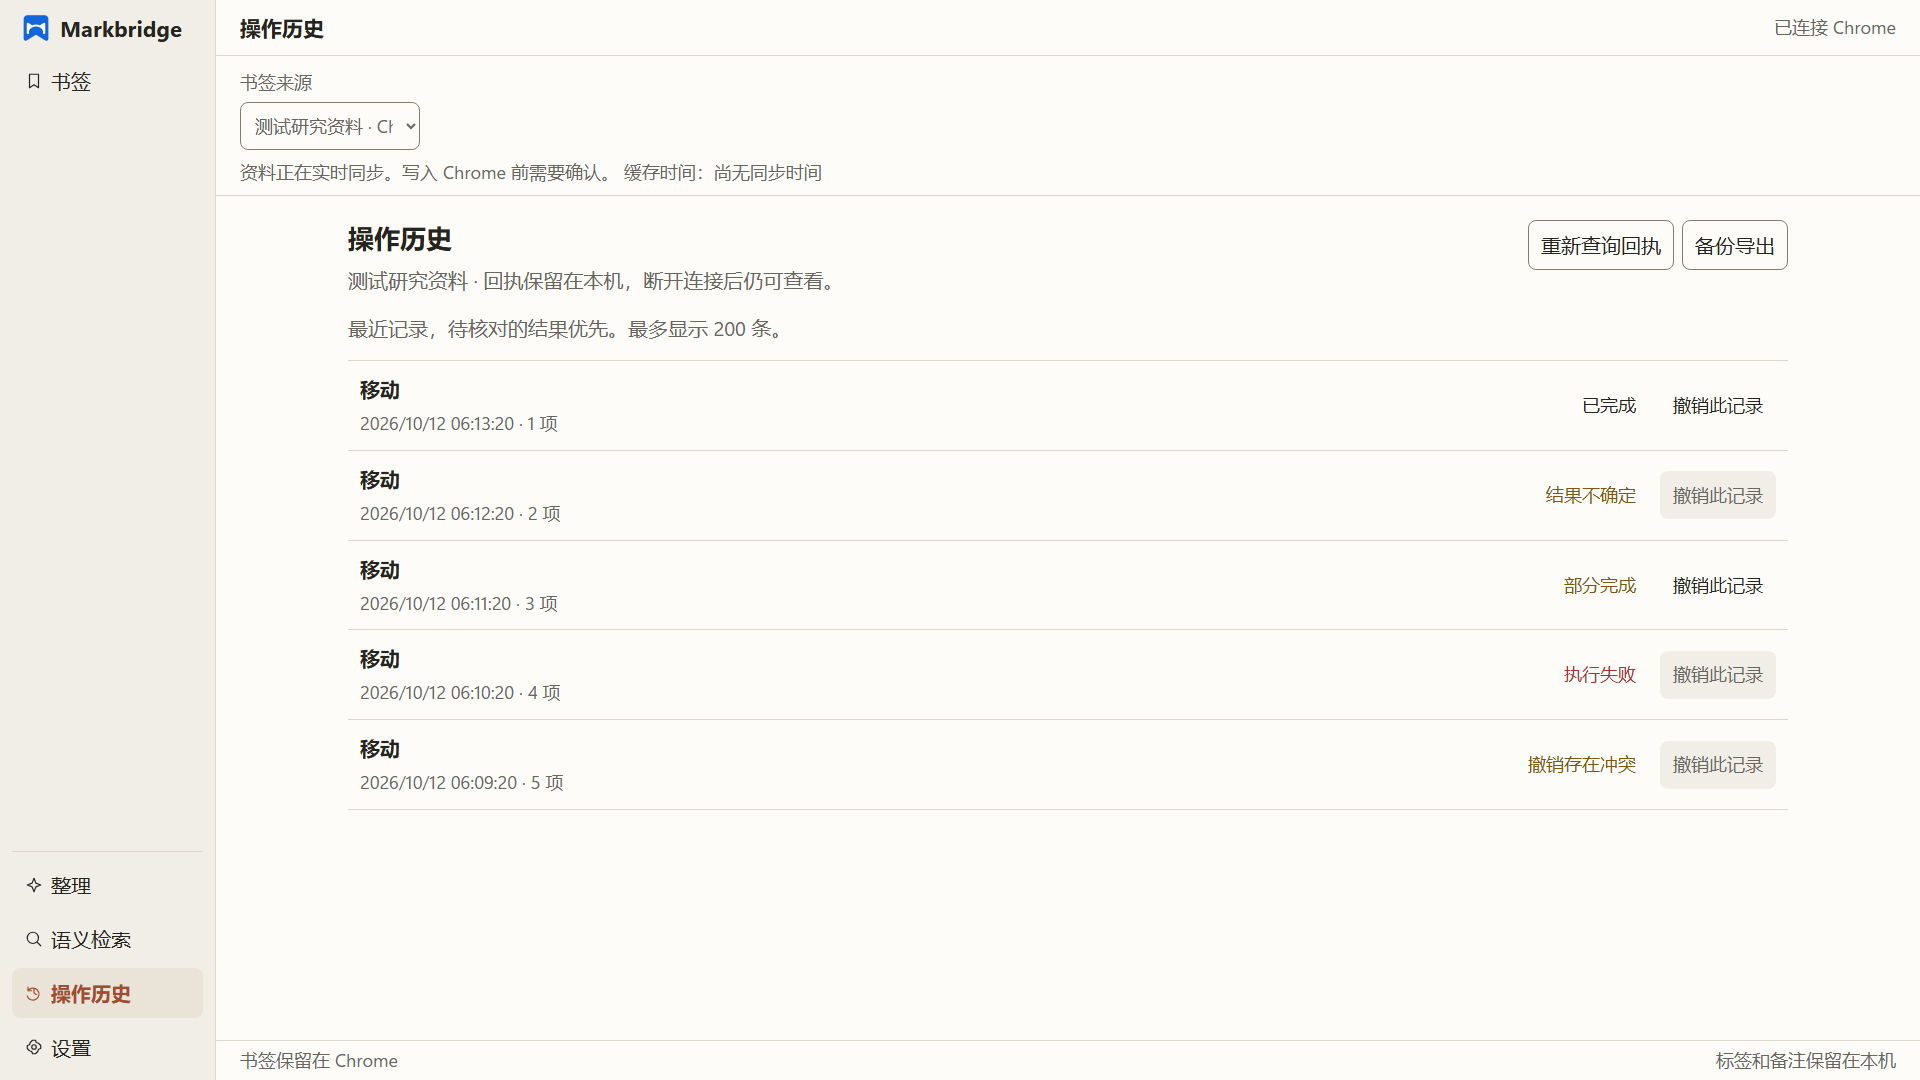 Markbridge
书签
整理
语义检索
操作历史
设置
操作历史
已连接 Chrome
书签来源
测试研究资料 · Ch
资料正在实时同步。写入 Chrome 前需要确认。 缓存时间：尚无同步时间
操作历史
重新查询回执
备份导出
测试研究资料 · 回执保留在本机，断开连接后仍可查看。
最近记录，待核对的结果优先。最多显示 200 条。
移动
2026/10/12 06:13:20 · 1 项
已完成
撤销此记录
移动
2026/10/12 06:12:20 · 2 项
结果不确定
撤销此记录
移动
2026/10/12 06:11:20 · 3 项
部分完成
撤销此记录
移动
2026/10/12 06:10:20 · 4 项
执行失败
撤销此记录
移动
2026/10/12 06:09:20 · 5 项
撤销存在冲突
撤销此记录
书签保留在 Chrome
标签和备注保留在本机